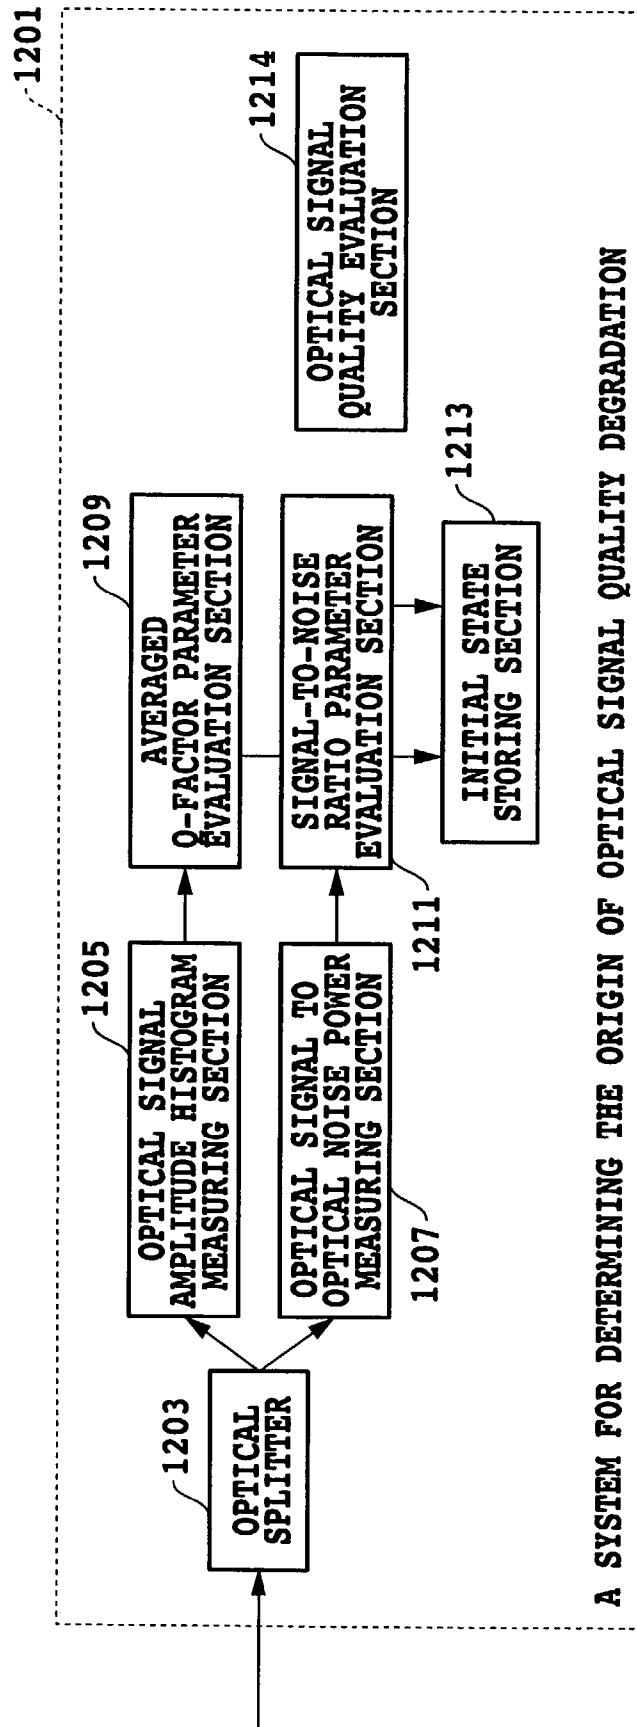 1201
1203
OPTICAL
SPLITTER
1205
OPTICAL SIGNAL
AMPLITUDE HISTOGRAM
MEASURING SECTION
OPTICAL SIGNAL TO
OPTICAL NOISE POWER
MEASURING SECTION
1207
1209
AVERAGED
Q-FACTOR PARAMETER
EVALUATION SECTION
SIGNAL-TO-NOISE
RATIO PARAMETER
EVALUATION SECTION
1211
1213
INITIAL STATE
STORING SECTION
1214
OPTICAL SIGNAL
QUALITY EVALUATION
SECTION
A SYSTEM FOR DETERMINING THE ORIGIN OF OPTICAL SIGNAL QUALITY DEGRADATION